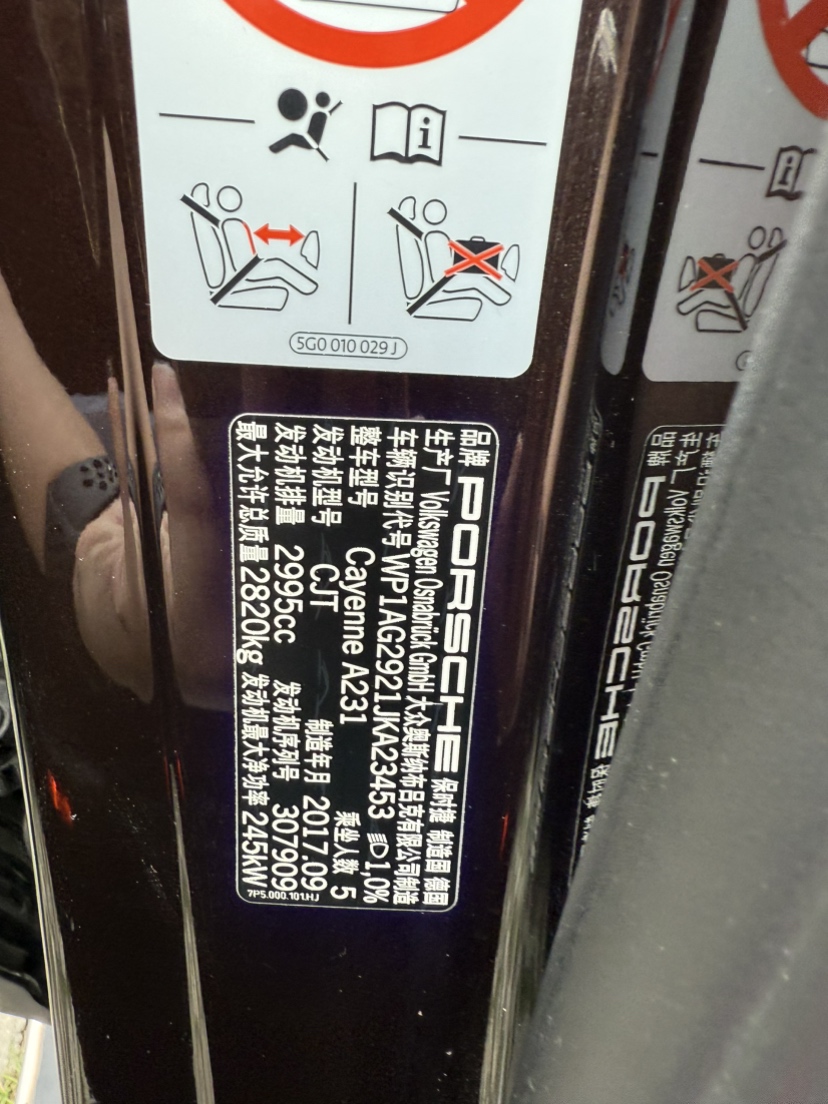 5G0 010 029 J
品牌 PORSCHE 保时捷 制造国 德国
生产厂 Volkswagen Osnabrück GmbH 大众奥斯纳布吕克有限公司制造
车辆识别代号 WP1AG2921JKA23453 1,0%
整车型号 Cayenne A231 乘坐人数 5
发动机型号 CJT 制造年月 2017.09
发动机排量 2995cc 发动机序列号 307909
最大允许总质量 2820kg 发动机最大净功率 245kW
7P5.000.101.HJ